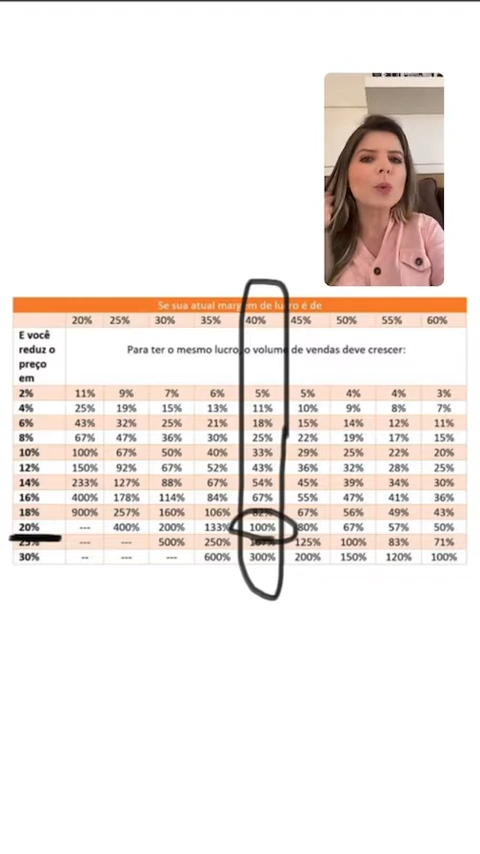 Se sua atual margem de lucro é de
20% 25% 30% 35% 40% 45% 50% 55% 60%
E você
reduz o
preço
em
Para ter o mesmo lucro, o volume de vendas deve crescer:
2% 11% 9% 7% 6% 5% 5% 4% 4% 3%
4% 25% 19% 15% 13% 11% 10% 9% 8% 7%
6% 43% 32% 25% 21% 18% 15% 14% 12% 11%
8% 67% 47% 36% 30% 25% 22% 19% 17% 15%
10% 100% 67% 50% 40% 33% 29% 25% 22% 20%
12% 150% 92% 67% 52% 43% 36% 32% 28% 25%
14% 233% 127% 88% 67% 54% 45% 39% 34% 30%
16% 400% 178% 114% 84% 67% 55% 47% 41% 36%
18% 900% 257% 160% 106% 82% 67% 56% 49% 43%
20% --- 400% 200% 133% 100% 80% 67% 57% 50%
25% --- --- 500% 250% 167% 125% 100% 83% 71%
30% -- --- --- 600% 300% 200% 150% 120% 100%